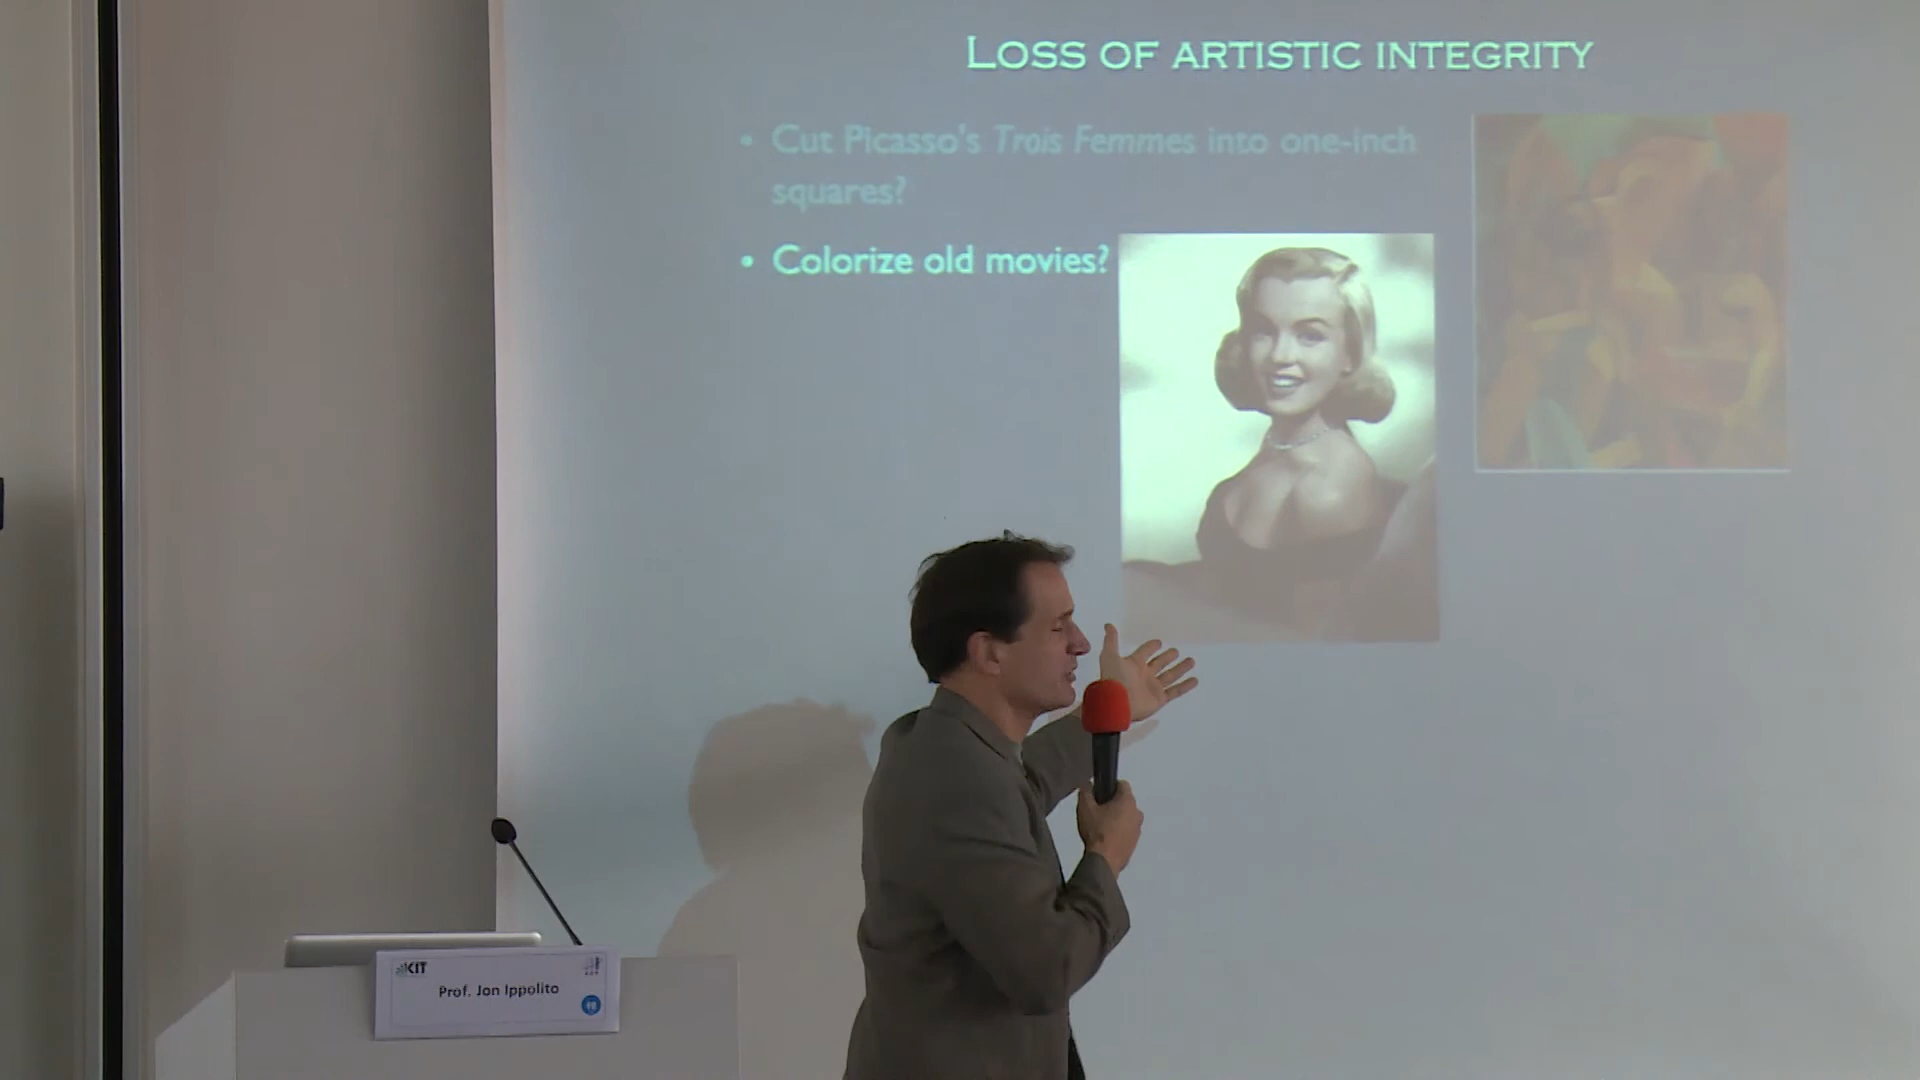 LOSS OF ARTISTIC INTEGRITY
• Cut Picasso's Trois Femmes into one-inch
squares?
• Colorize old movies?
KIT
Prof. Jon Ippolito